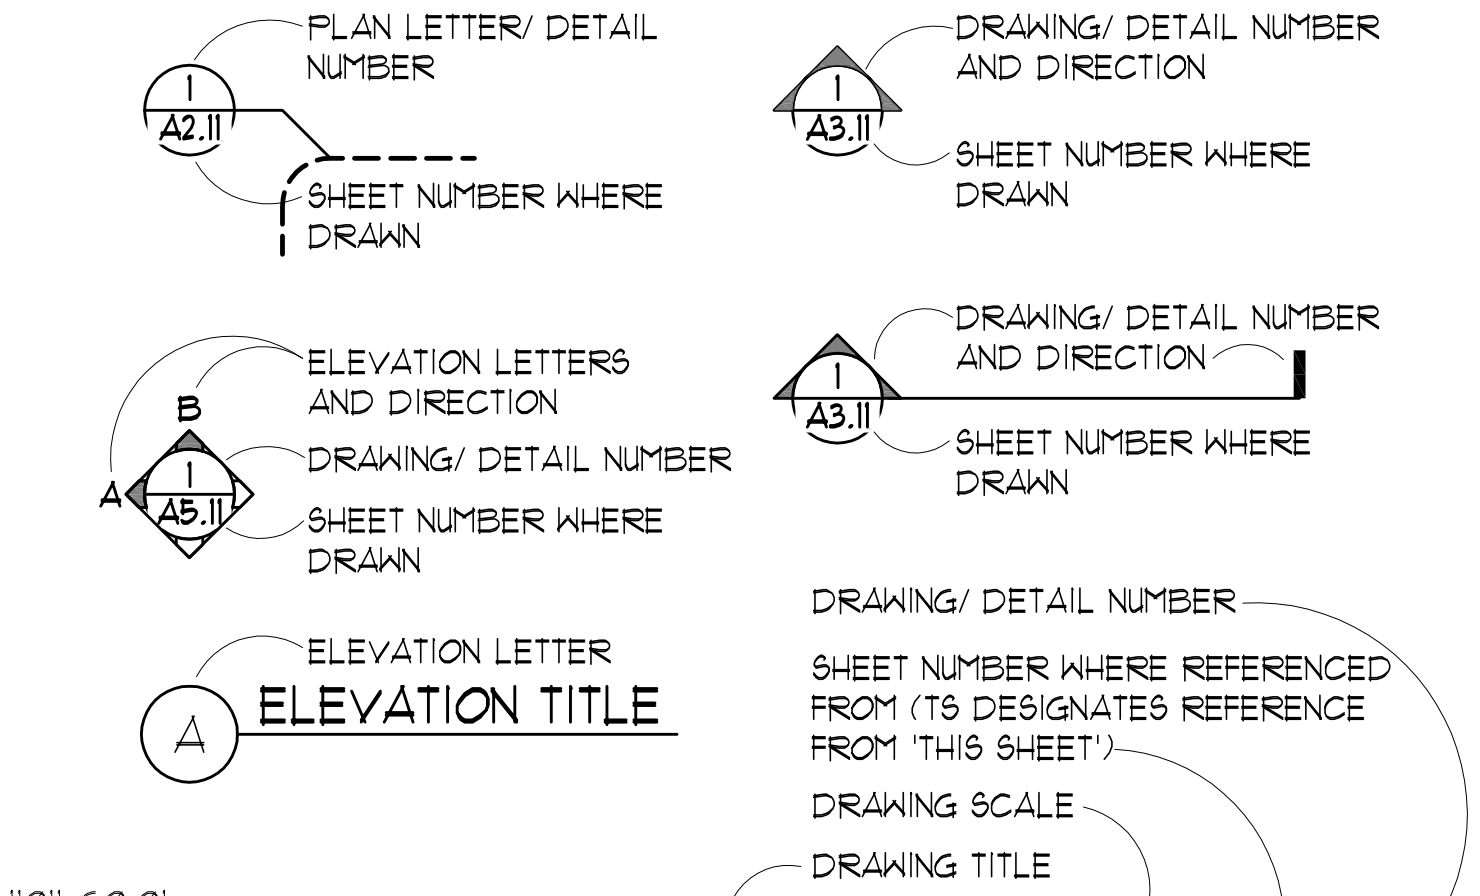 PLAN LETTER/ DETAIL
NUMBER
1
A2.11
SHEET NUMBER WHERE
DRAWN
DRAWING/ DETAIL NUMBER
AND DIRECTION
1
A3.11
SHEET NUMBER WHERE
DRAWN
ELEVATION LETTERS
AND DIRECTION
B
DRAWING/ DETAIL NUMBER
1
A
A5.11
SHEET NUMBER WHERE
DRAWN
DRAWING/ DETAIL NUMBER
AND DIRECTION
1
A3.11
SHEET NUMBER WHERE
DRAWN
ELEVATION LETTER
ELEVATION TITLE
A
DRAWING/ DETAIL NUMBER
SHEET NUMBER WHERE REFERENCED
FROM (TS DESIGNATES REFERENCE
FROM 'THIS SHEET')
DRAWING SCALE
DRAWING TITLE